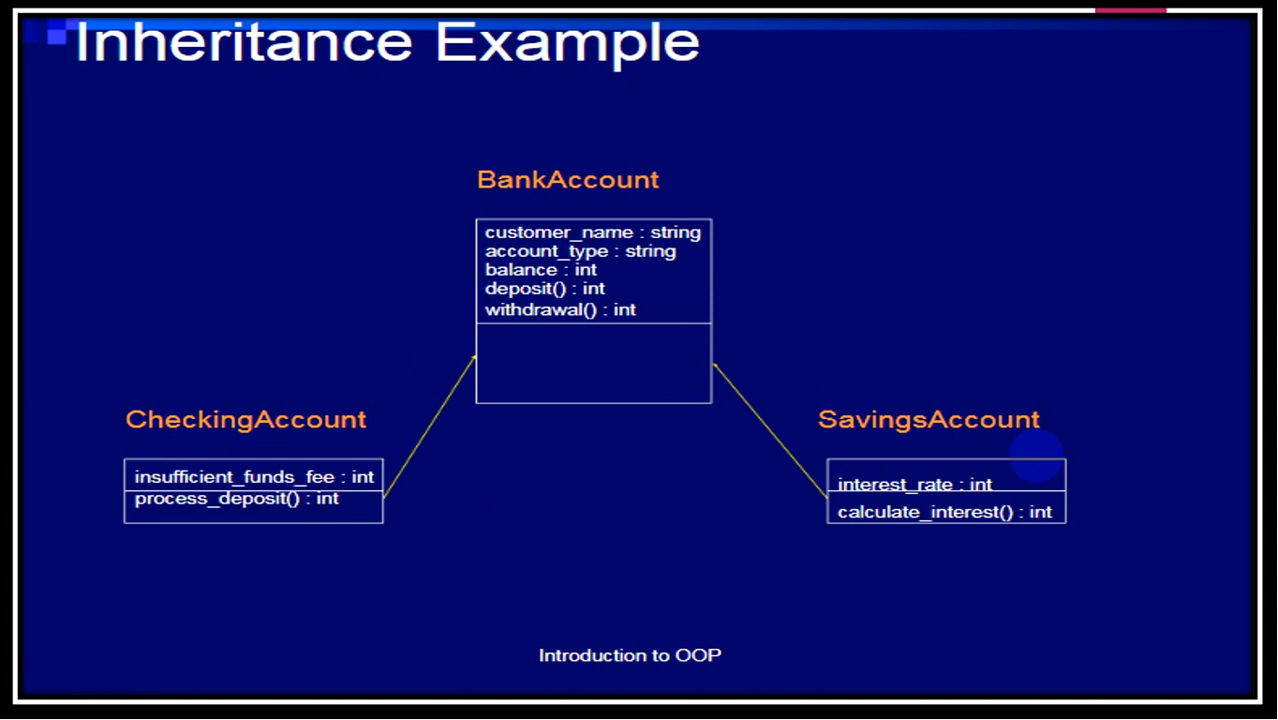 Inheritance Example
BankAccount
customer_name : string
account_type : string
balance : int
deposit() : int
withdrawal() : int
CheckingAccount
insufficient_funds_fee : int
process_deposit() : int
SavingsAccount
interest_rate : int
calculate_interest() : int
Introduction to OOP